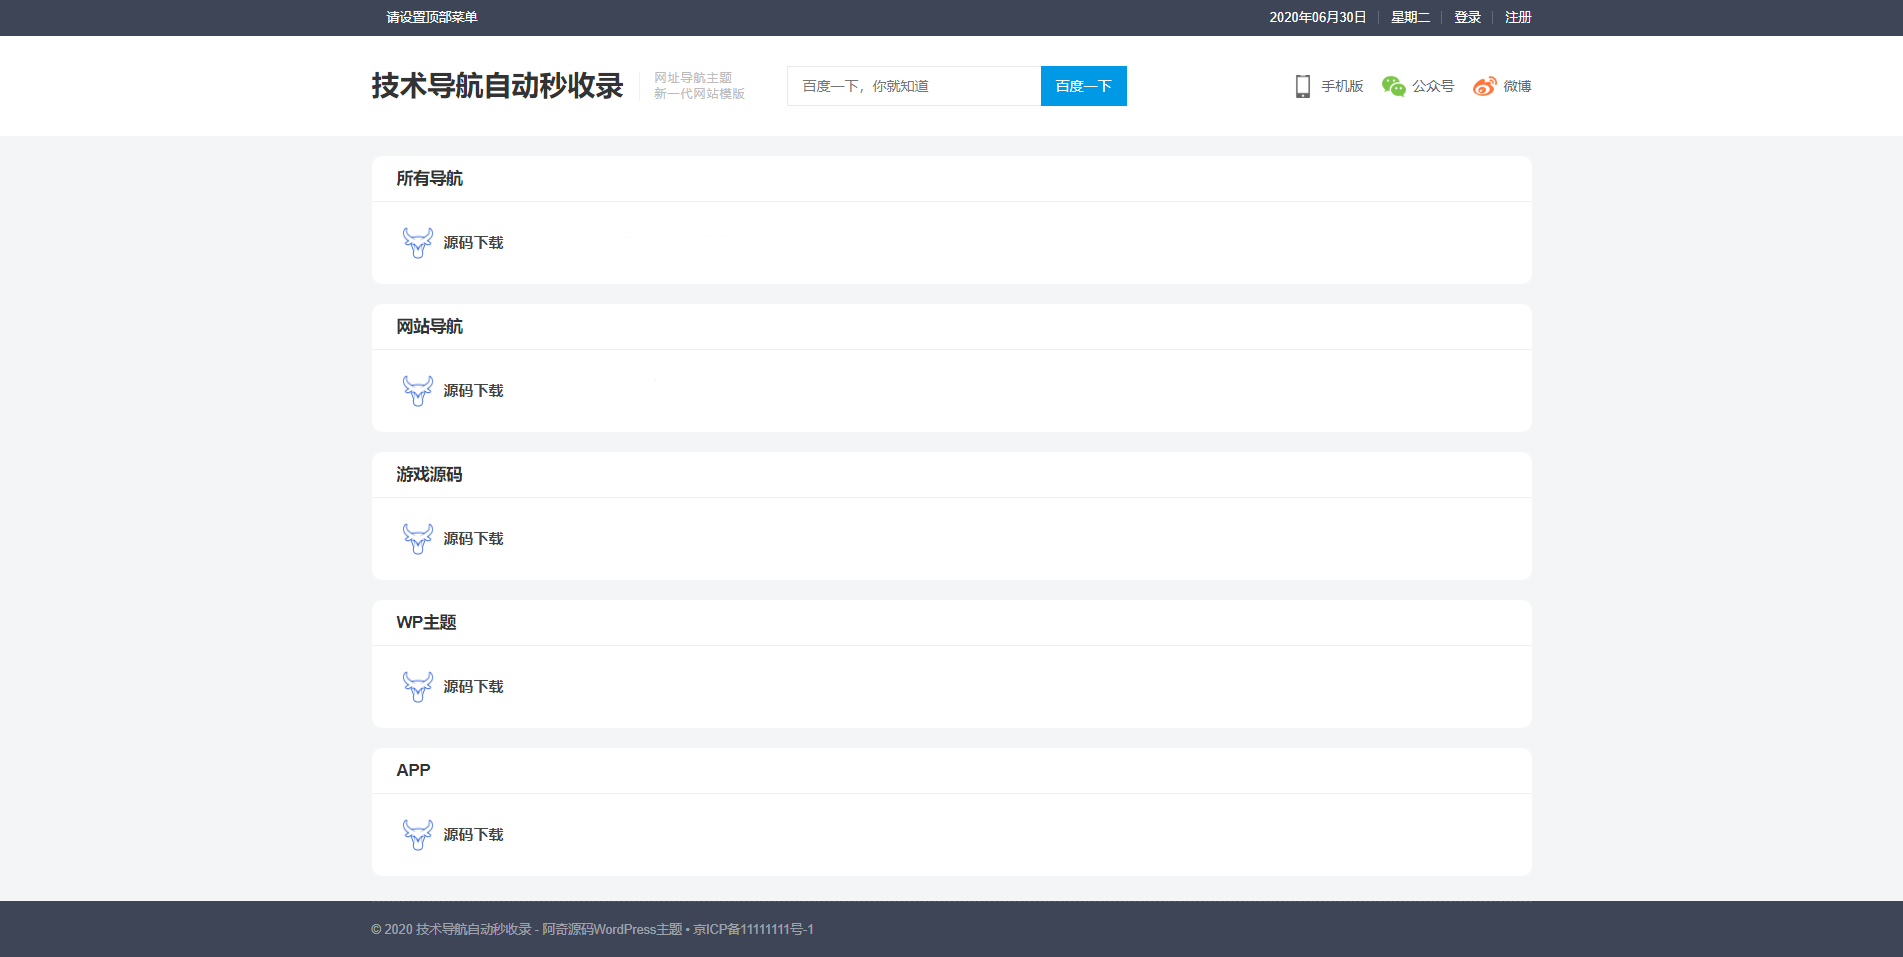 请设置顶部菜单
2020年06月30日 星期二 登录 注册
技术导航自动秒收录
网址导航主题
新一代网站模版
百度一下，你就知道
百度一下
手机版 公众号 微博
所有导航
源码下载
网站导航
源码下载
游戏源码
源码下载
WP主题
源码下载
APP
源码下载
© 2020 技术导航自动秒收录 - 阿奇源码WordPress主题 • 京ICP备11111111号-1